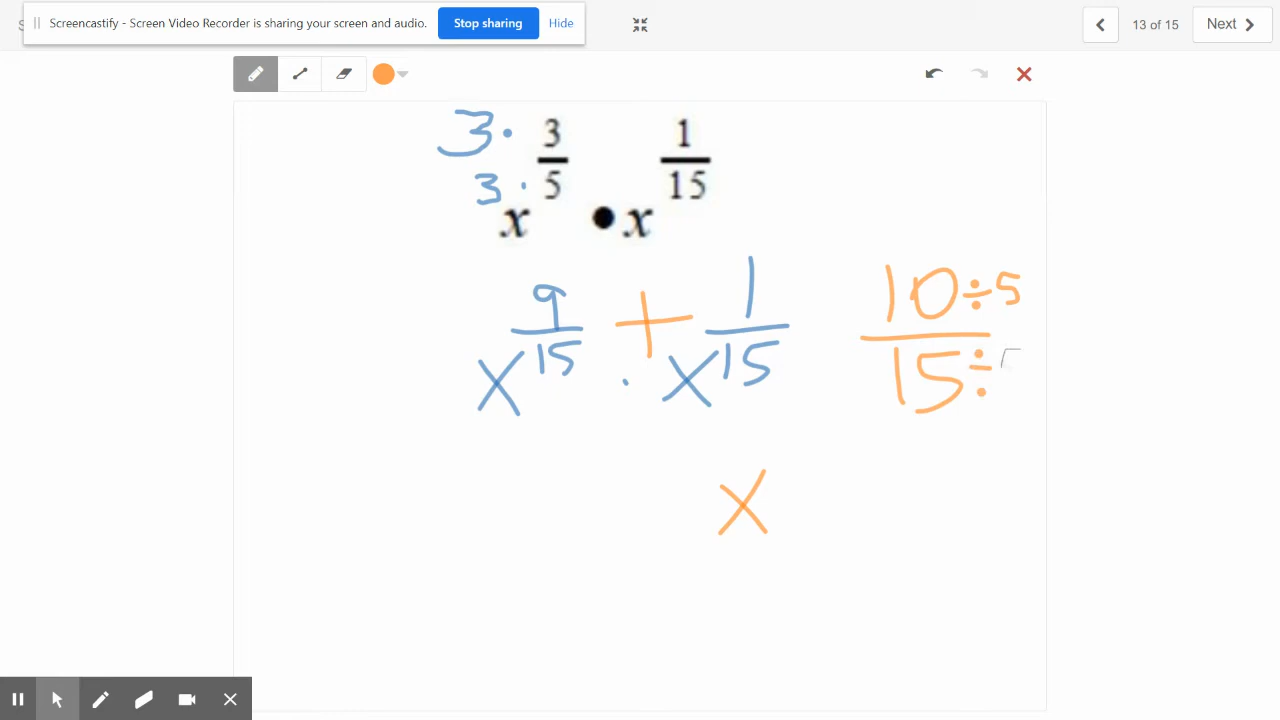 Screencastify - Screen Video Recorder is sharing your screen and audio. Stop sharing Hide
13 of 15 Next
3 · 3/5 1/15
3 ·
x • x
9/15 + 1/15 10 ÷ 5
x · x 15 ÷
x